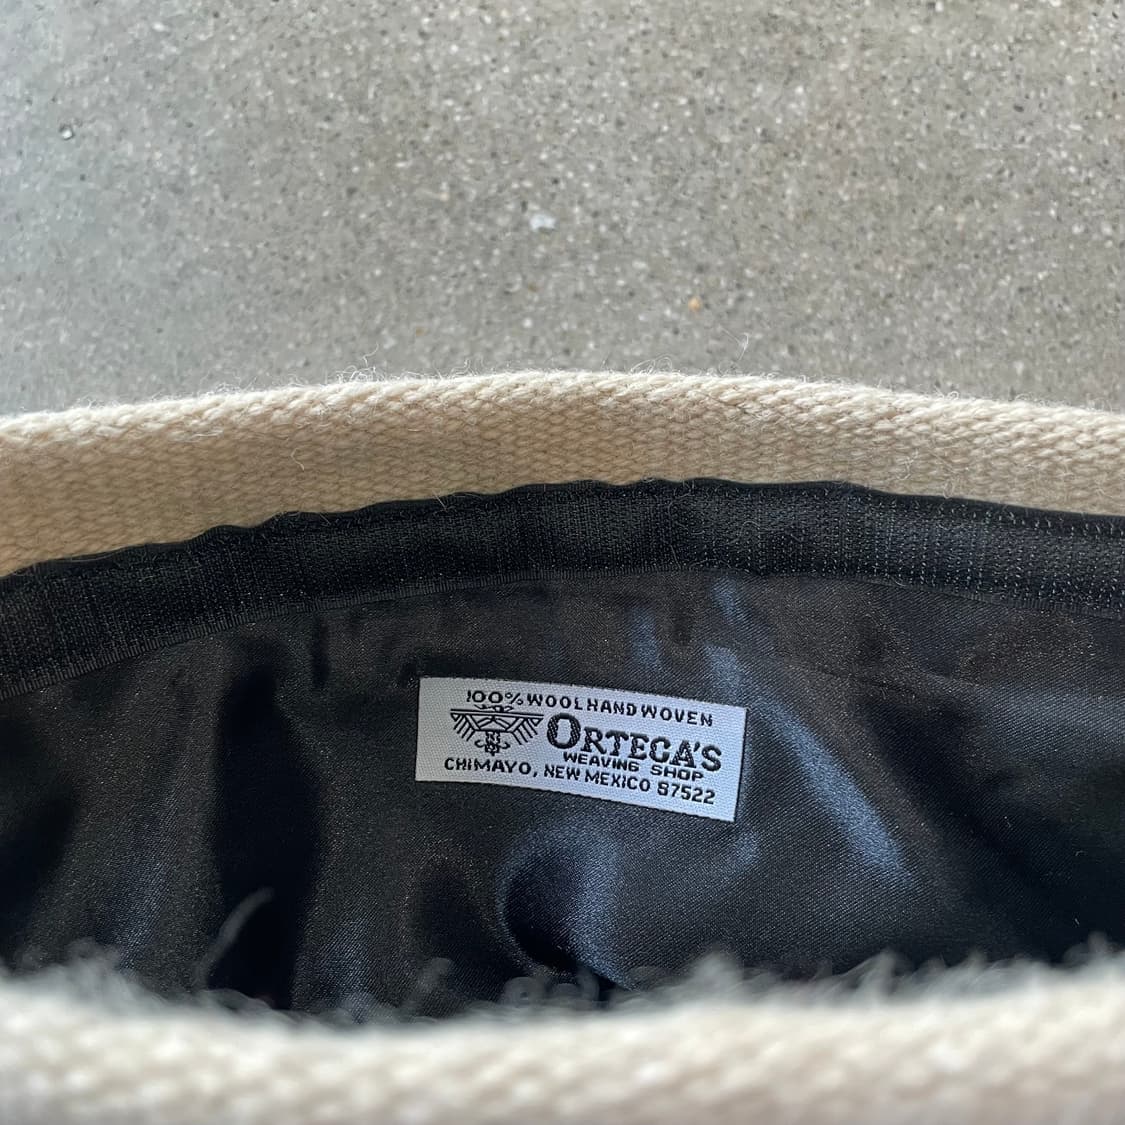 100% WOOL HAND WOVEN
ORTEGA'S
WEAVING SHOP
CHIMAYO, NEW MEXICO 87522